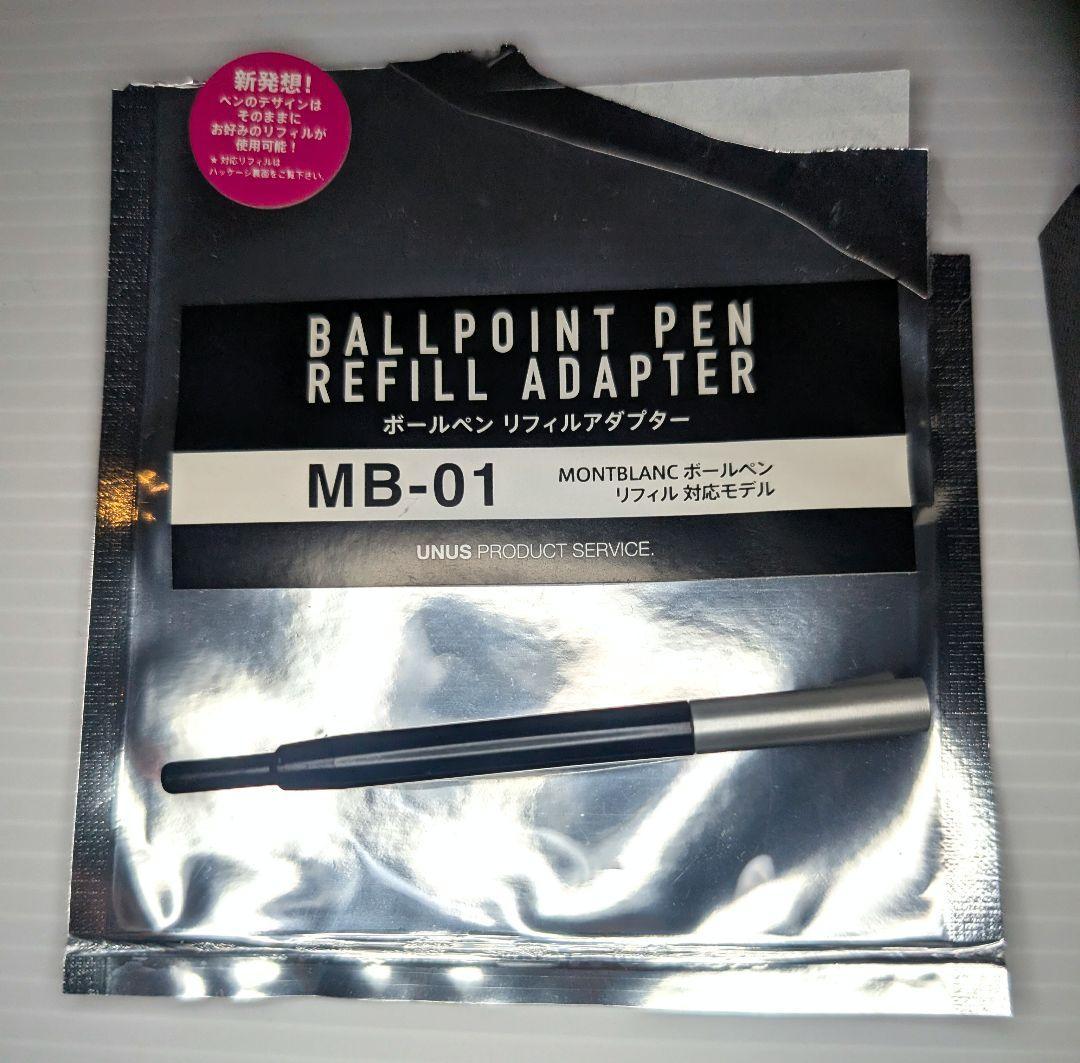 新発想!
ペンのデザインは
そのままに
お好みのリフィルが
使用可能!
★ 対応リフィルは
パッケージ裏面をご覧下さい。
BALLPOINT PEN
REFILL ADAPTER
ボールペン リフィルアダプター
MB-01
MONTBLANC ボールペン
リフィル 対応モデル
UNUS PRODUCT SERVICE.